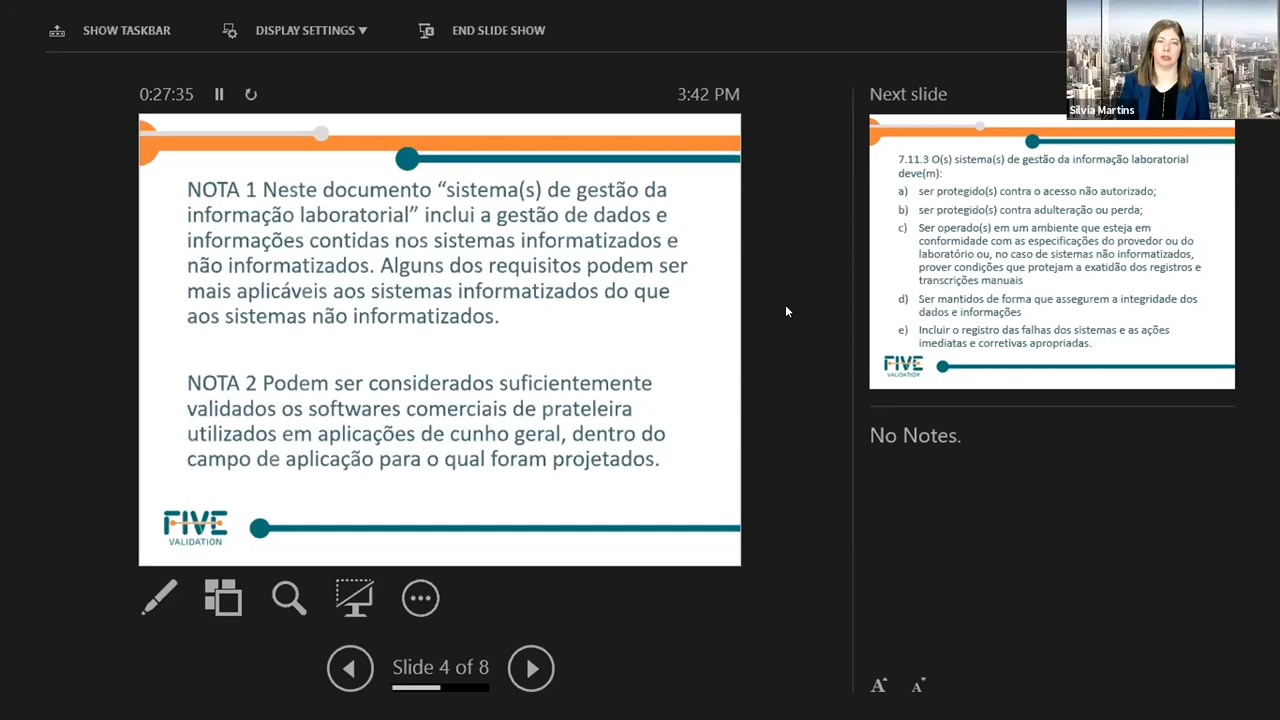 SHOW TASKBAR
DISPLAY SETTINGS ▼
END SLIDE SHOW
Silvia Martins
0:27:35
3:42 PM
NOTA 1 Neste documento “sistema(s) de gestão da
informação laboratorial” inclui a gestão de dados e
informações contidas nos sistemas informatizados e
não informatizados. Alguns dos requisitos podem ser
mais aplicáveis aos sistemas informatizados do que
aos sistemas não informatizados.
NOTA 2 Podem ser considerados suficientemente
validados os softwares comerciais de prateleira
utilizados em aplicações de cunho geral, dentro do
campo de aplicação para o qual foram projetados.
FIVE
VALIDATION
Slide 4 of 8
Next slide
7.11.3 O(s) sistema(s) de gestão da informação laboratorial
deve(m):
a) ser protegido(s) contra o acesso não autorizado;
b) ser protegido(s) contra adulteração ou perda;
c) Ser operado(s) em um ambiente que esteja em
conformidade com as especificações do provedor ou do
laboratório ou, no caso de sistemas não informatizados,
prover condições que protejam a exatidão dos registros e
transcrições manuais
d) Ser mantidos de forma que assegurem a integridade dos
dados e informações
e) Incluir o registro das falhas dos sistemas e as ações
imediatas e corretivas apropriadas.
FIVE
VALIDATION
No Notes.
A A